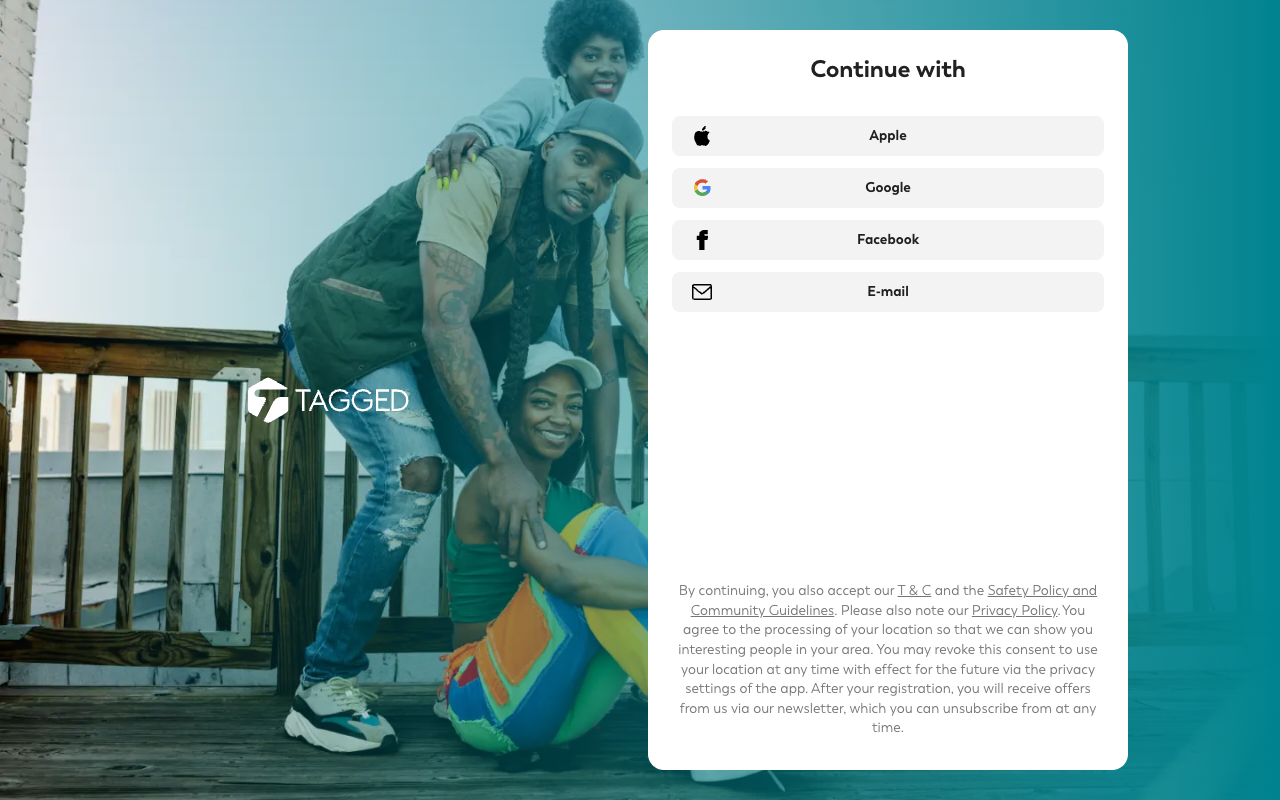 Continue with
Apple
Google
Facebook
E-mail
TAGGED
By continuing, you also accept our T & C and the Safety Policy and
Community Guidelines. Please also note our Privacy Policy. You
agree to the processing of your location so that we can show you
interesting people in your area. You may revoke this consent to use
your location at any time with effect for the future via the privacy
settings of the app. After your registration, you will receive offers
from us via our newsletter, which you can unsubscribe from at any
time.